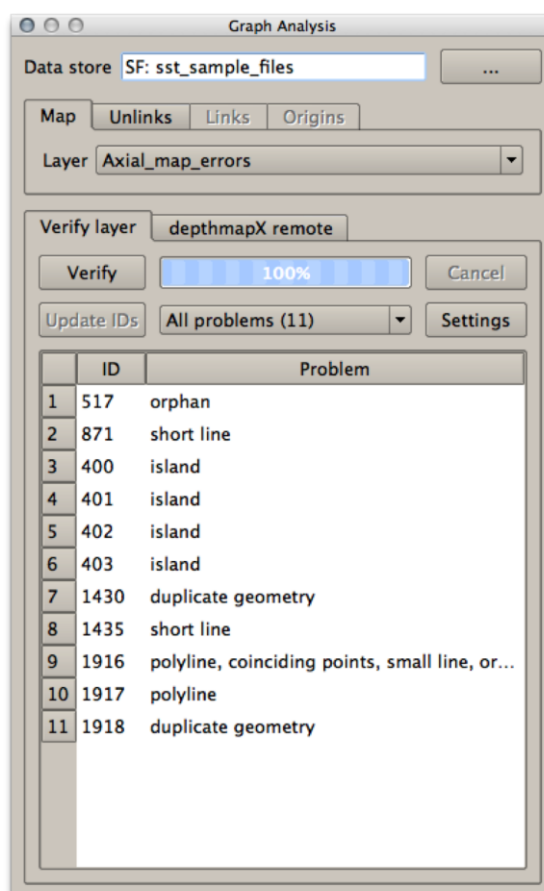 Graph Analysis
Data store SF: sst_sample_files ...
Map Unlinks Links Origins
Layer Axial_map_errors
Verify layer depthmapX remote
Verify 100% Cancel
Update IDs All problems (11) Settings
ID Problem
1 517 orphan
2 871 short line
3 400 island
4 401 island
5 402 island
6 403 island
7 1430 duplicate geometry
8 1435 short line
9 1916 polyline, coinciding points, small line, or...
10 1917 polyline
11 1918 duplicate geometry